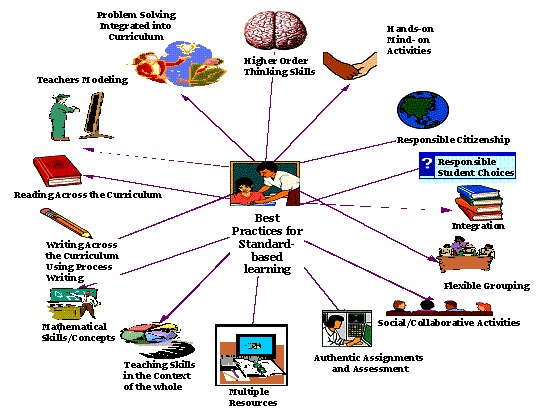 Problem Solving
Integrated into
Curriculum
Higher Order
Thinking Skills
Hands-on
Mind- on
Activities
Teachers Modeling
Responsible Citizenship
?
Responsible
Student Choices
Reading Across the Curriculum
Integration
Best
Practices for
Standard-
based
learning
Writing Across
the Curriculum
Using Process
Writing
Flexible Grouping
Mathematical
Skills/Concepts
Social/Collaborative Activities
Teaching Skills
in the Context
of the whole
Authentic Assignments
and Assessment
Multiple
Resources